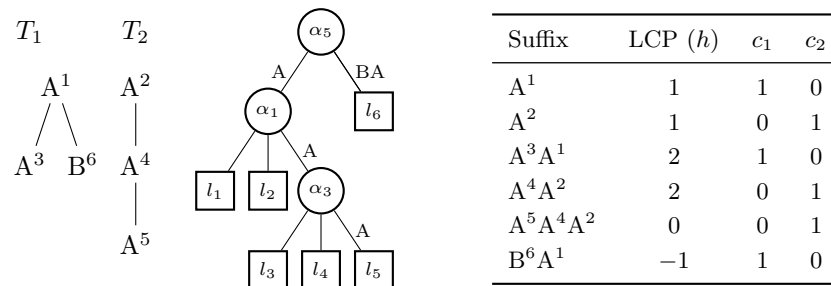 T₁ T₂
A¹ A²
A³ B⁶ A⁴
A⁵
α₅
A BA
α₁ l₆
A
l₁ l₂ α₃
A
l₃ l₄ l₅
Suffix LCP (h) c₁ c₂
A¹ 1 1 0
A² 1 0 1
A³A¹ 2 1 0
A⁴A² 2 0 1
A⁵A⁴A² 0 0 1
B⁶A¹ −1 1 0